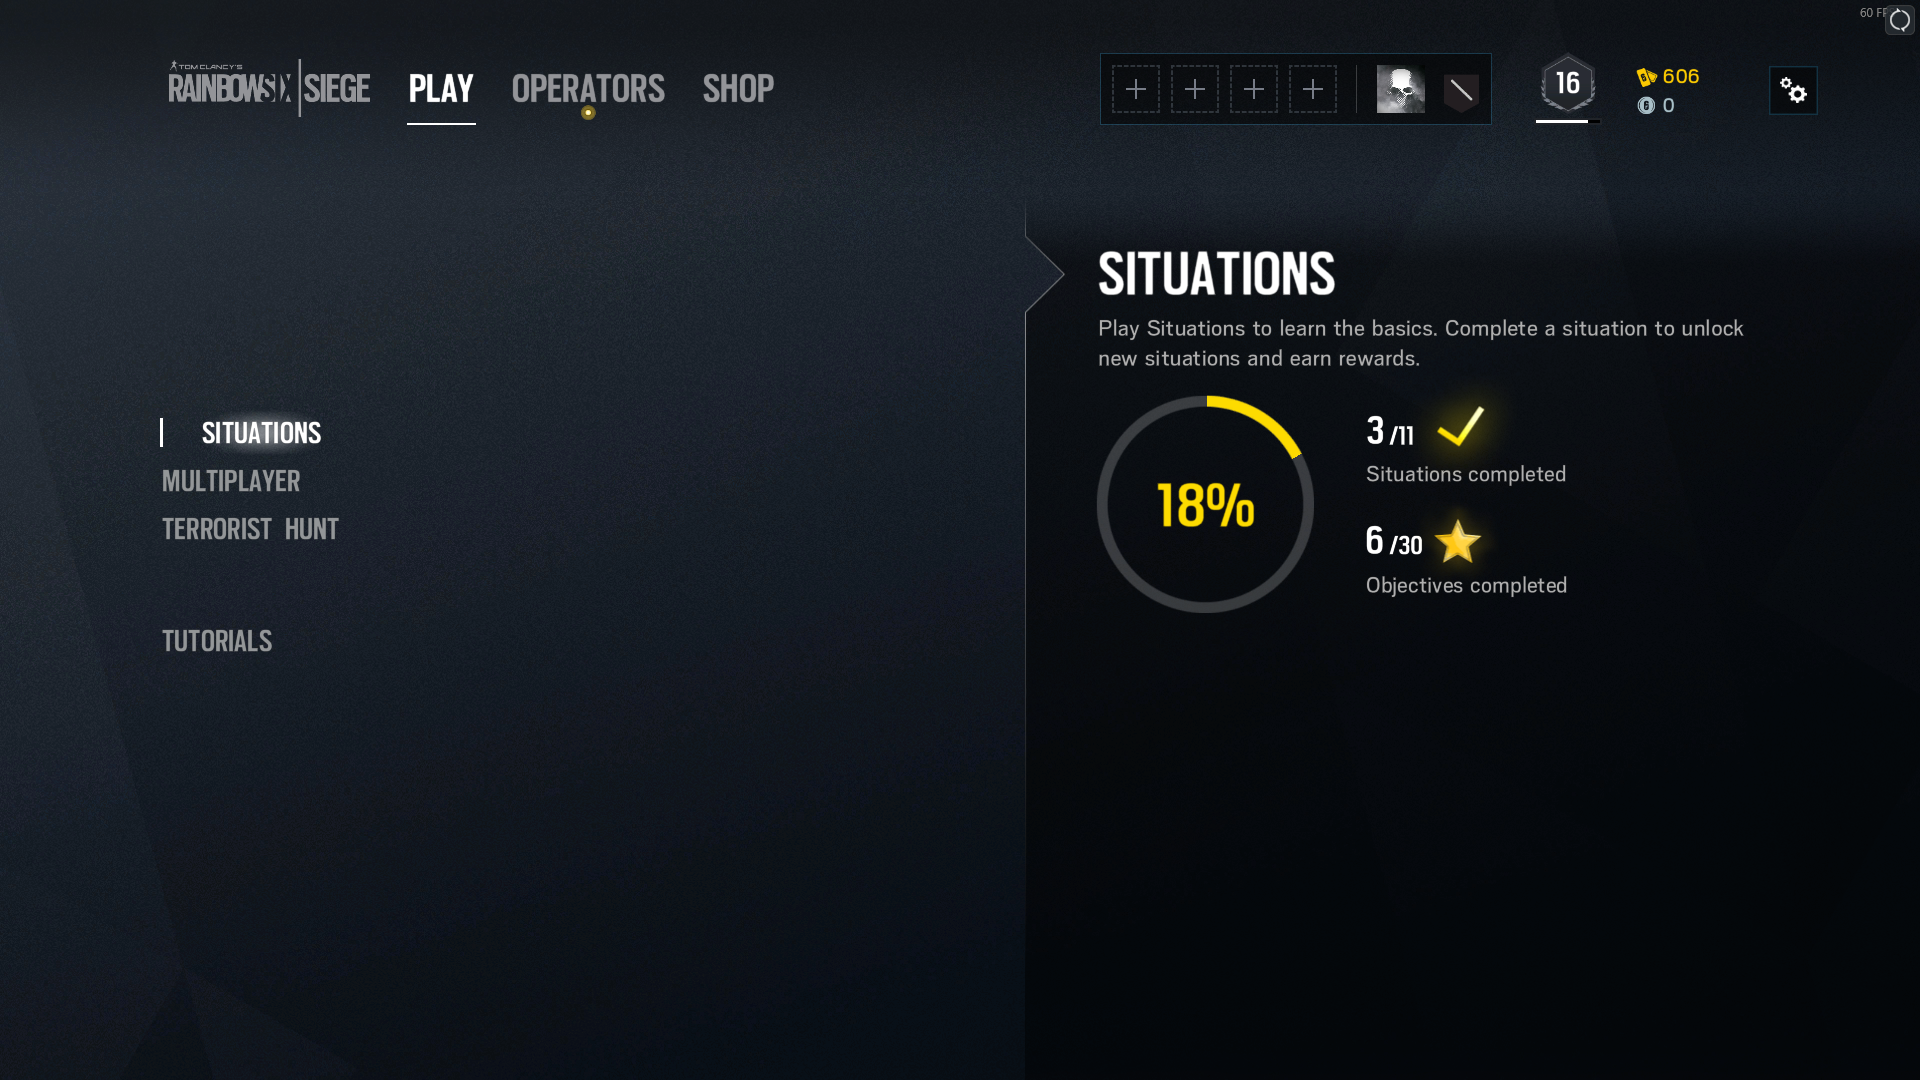 60
TOM CLANCY'S
RAINBOW SIX | SIEGE
PLAY
OPERATORS
SHOP
16
606
0
SITUATIONS
Play Situations to learn the basics. Complete a situation to unlock
new situations and earn rewards.
SITUATIONS
MULTIPLAYER
TERRORIST HUNT
TUTORIALS
18%
3 /11
Situations completed
6 /30
Objectives completed